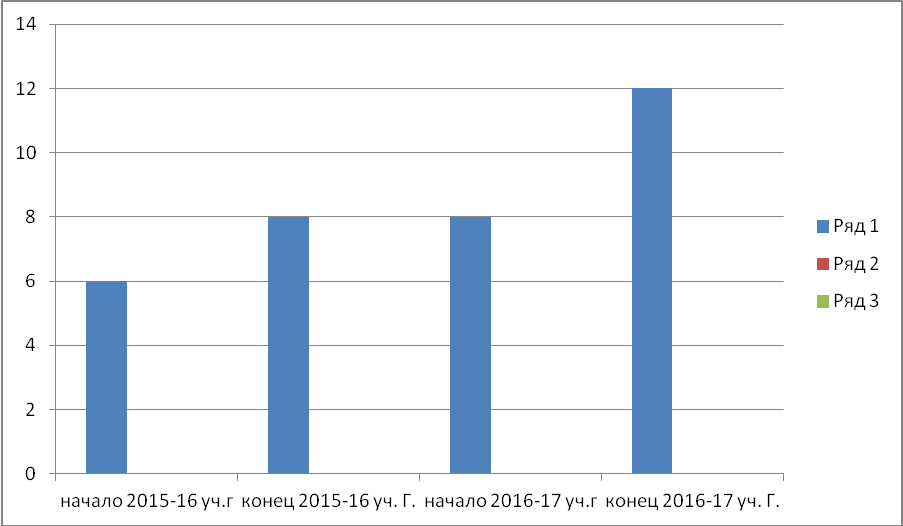 14
12
10
8
6
4
2
0
начало 2015-16 уч.г
конец 2015-16 уч. Г.
начало 2016-17 уч.г
конец 2016-17 уч. Г.
Ряд 1
Ряд 2
Ряд 3